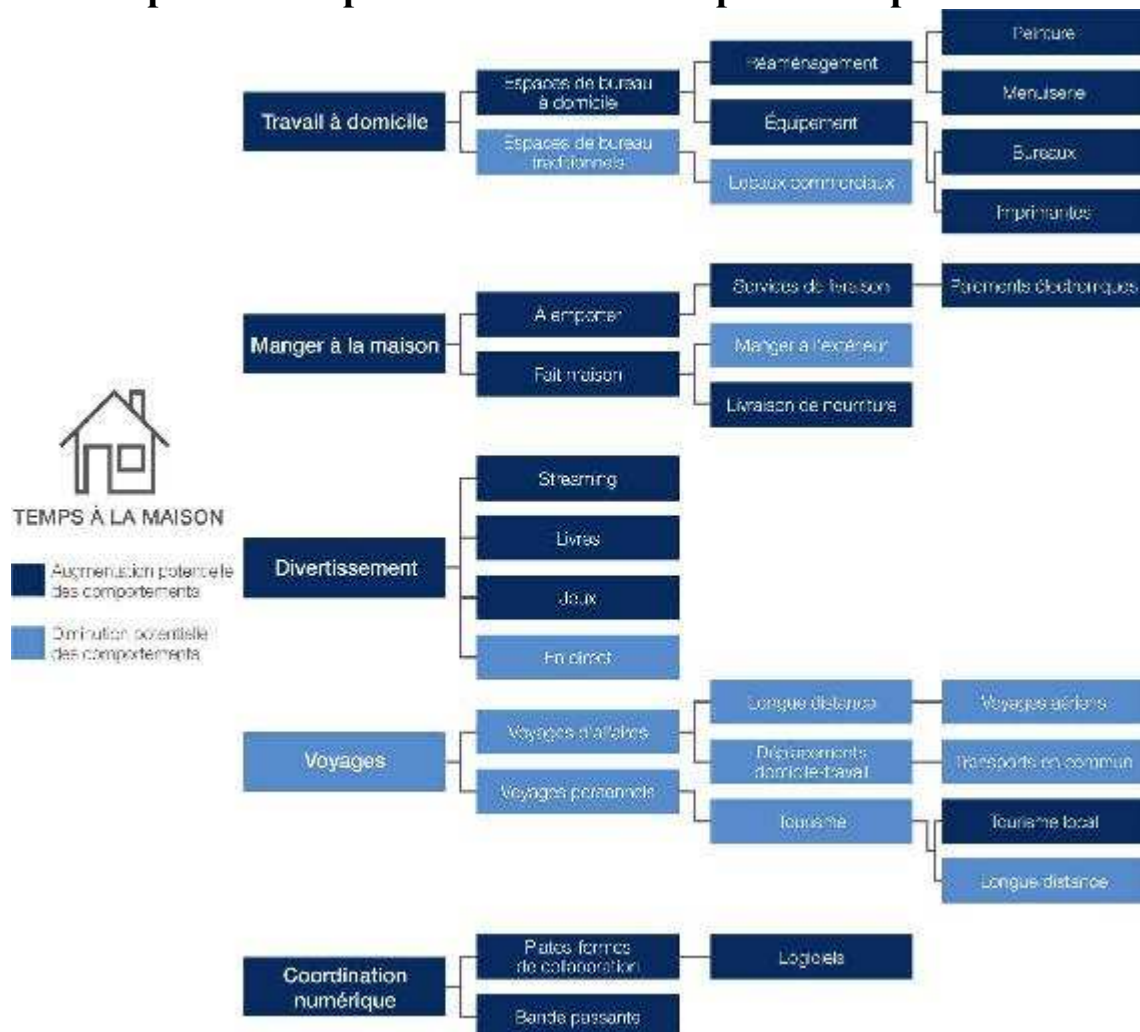 Peinture
Réaménagement
Espaces de bureau
à domicile
Menuiserie
Travail à domicile
Équipement
Espaces de bureau
traditionnels
Bureaux
Locaux commerciaux
Imprimantes
Services de livraison
Paiements électroniques
À emporter
Manger à la maison
Manger à l'extérieur
Fait maison
Livraison de nourriture
TEMPS À LA MAISON
Augmentation potentielle
des comportements
Diminution potentielle
des comportements
Streaming
Livres
Divertissement
Jeux
En direct
Longue distance
Voyages aériens
Voyages d'affaires
Voyages
Déplacements
domicile-travail
Transports en commun
Voyages personnels
Tourisme
Tourisme local
Longue distance
Plates-formes
de collaboration
Logiciels
Coordination
numérique
Bande passante